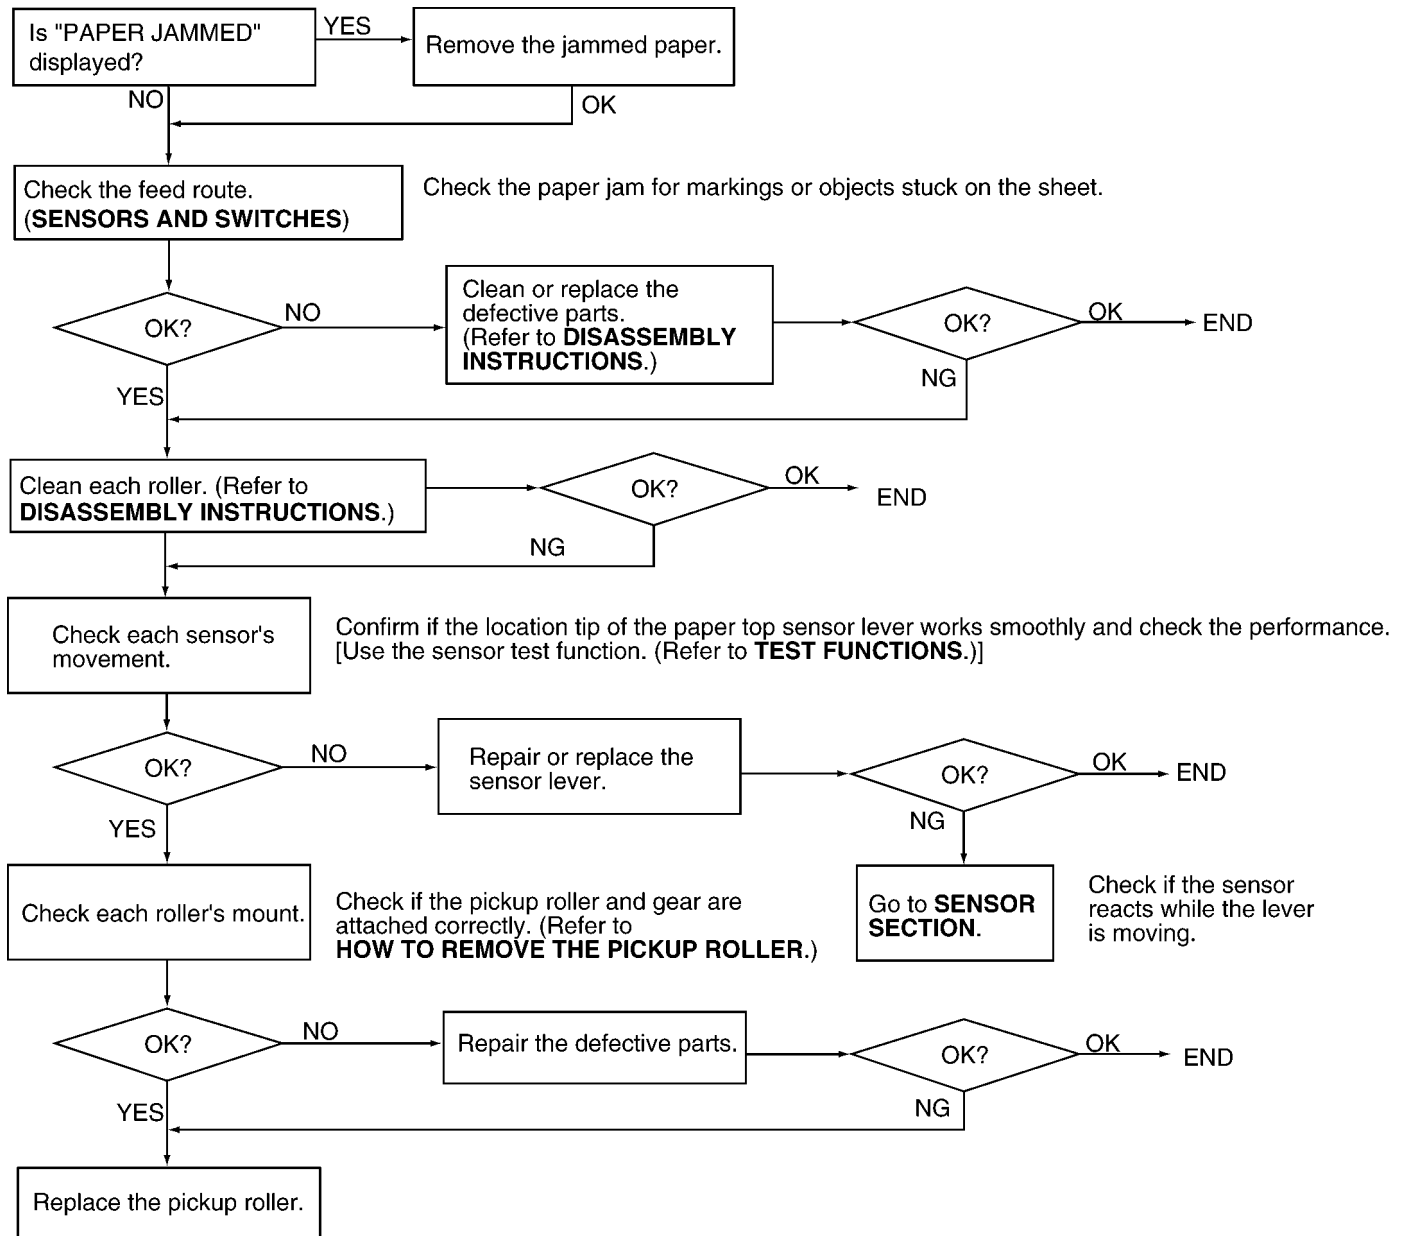 Is "PAPER JAMMED"
displayed?
YES
Remove the jammed paper.
NO
OK
Check the feed route.
(SENSORS AND SWITCHES)
Check the paper jam for markings or objects stuck on the sheet.
OK?
NO
Clean or replace the
defective parts.
(Refer to DISASSEMBLY
INSTRUCTIONS.)
OK?
OK
END
NG
YES
Clean each roller. (Refer to
DISASSEMBLY INSTRUCTIONS.)
OK?
OK
END
NG
Check each sensor's
movement.
Confirm if the location tip of the paper top sensor lever works smoothly and check the performance.
[Use the sensor test function. (Refer to TEST FUNCTIONS.)]
OK?
NO
Repair or replace the
sensor lever.
OK?
OK
END
NG
YES
Check each roller's mount.
Check if the pickup roller and gear are
attached correctly. (Refer to
HOW TO REMOVE THE PICKUP ROLLER.)
Go to SENSOR
SECTION.
Check if the sensor
reacts while the lever
is moving.
OK?
NO
Repair the defective parts.
OK?
OK
END
NG
YES
Replace the pickup roller.